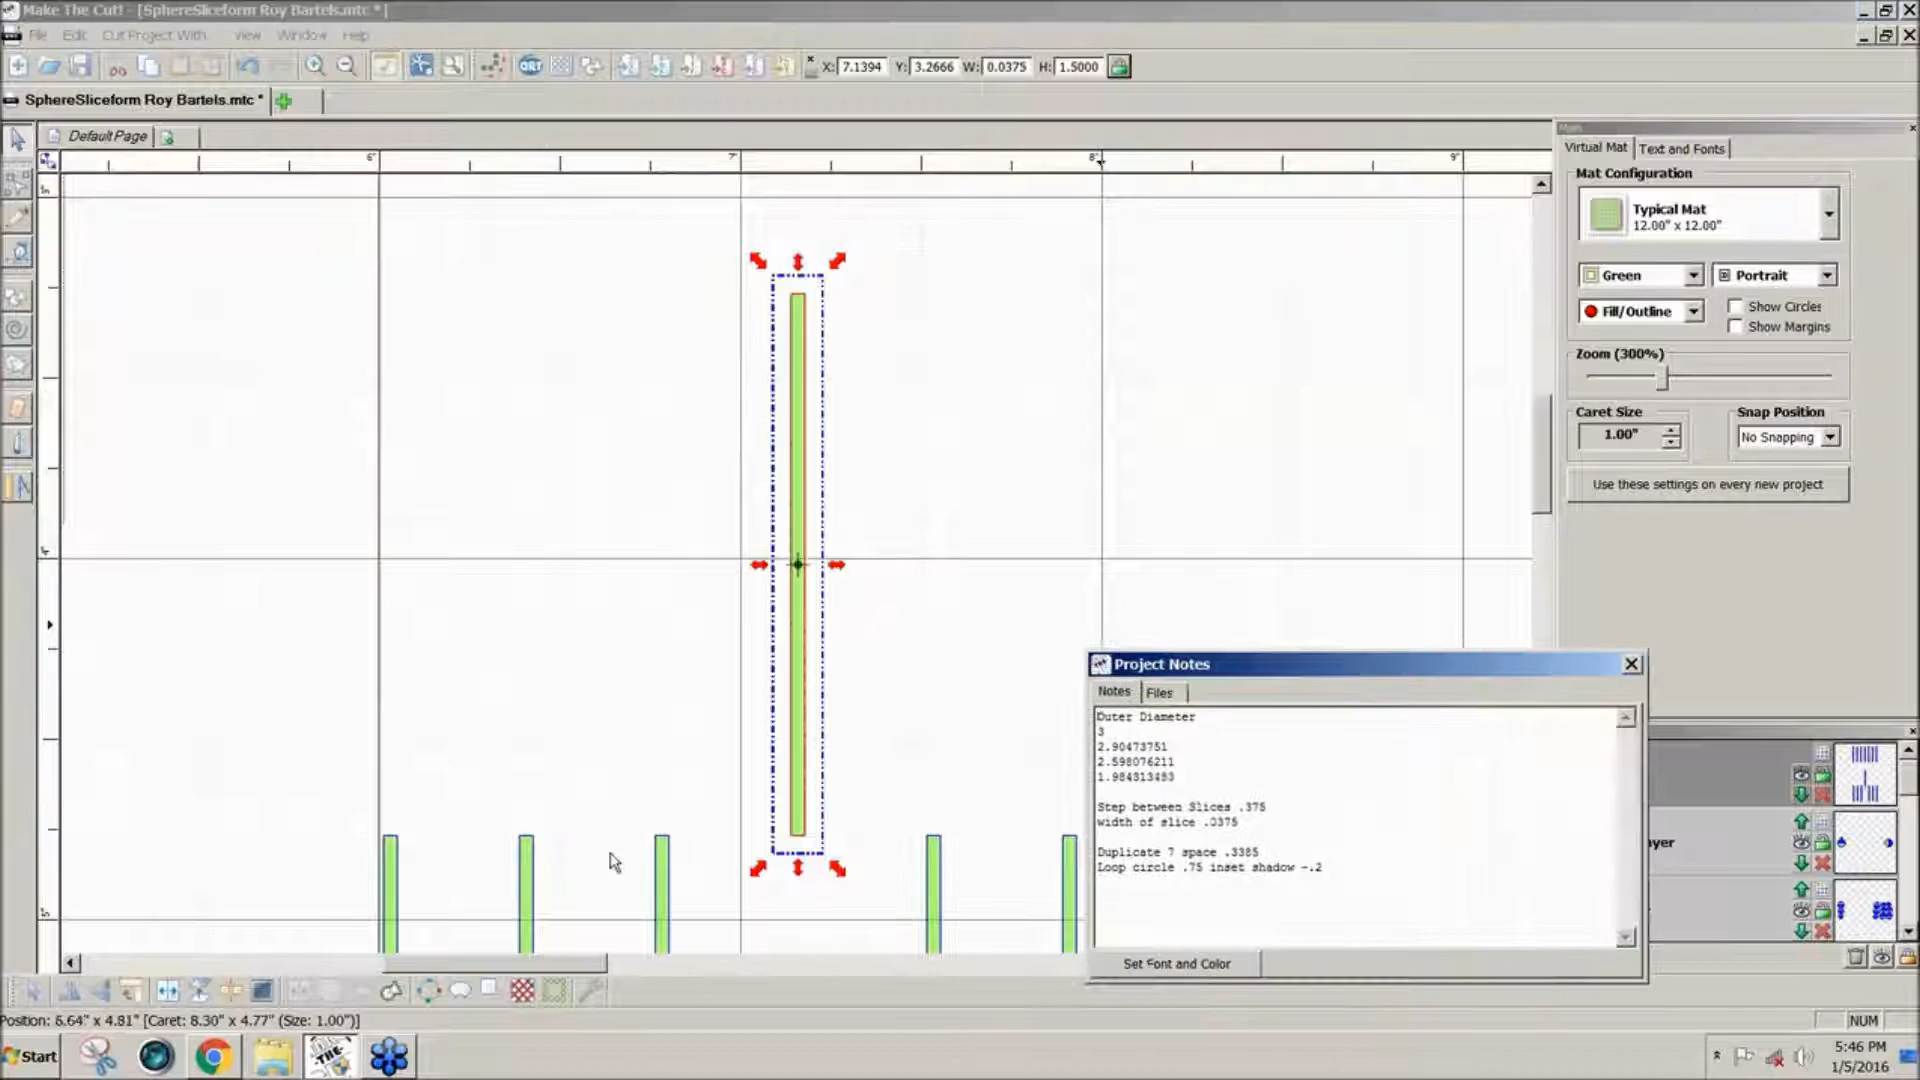 Make The Cut! - [SphereSliceform Roy Bartels.mtc *]
File Edit Cut Project With View Window Help
X: 7.1394 Y: 3.2666 W: 0.0375 H: 1.5000
SphereSliceform Roy Bartels.mtc *
DefaultPage
6" 7" 8" 9"
Main
Virtual Mat Text and Fonts
Mat Configuration
Typical Mat
12.00" x 12.00"
Green Portrait
Fill/Outline Show Circles
Show Margins
Zoom (300%)
Caret Size Snap Position
1.00" No Snapping
Use these settings on every new project
Project Notes
Notes Files
Outer Diameter
3
2.90473751
2.598076211
1.984313483
Step between Slices .375
width of slice .0375
Duplicate 7 space .3385
Loop circle .75 inset shadow -.2
Set Font and Color
ayer
Position: 6.64" x 4.81" [Caret: 8.30" x 4.77" (Size: 1.00")]
NUM
Start
5:46 PM
1/5/2016